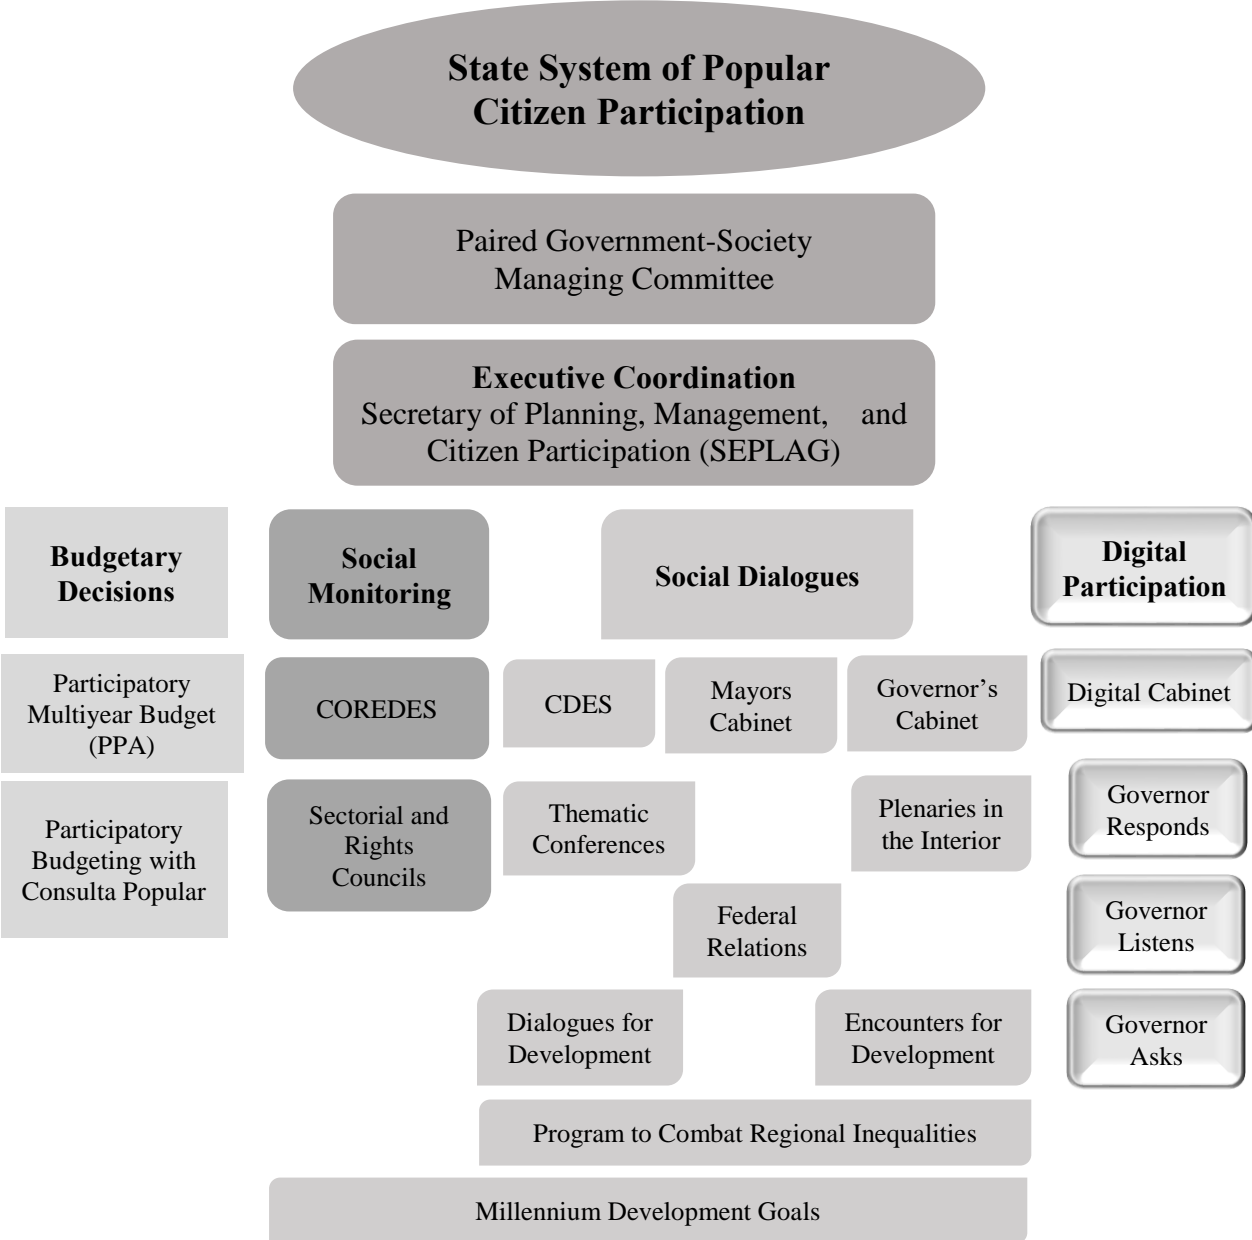 State System of Popular
Citizen Participation
Paired Government-Society
Managing Committee
Executive Coordination
Secretary of Planning, Management, and
Citizen Participation (SEPLAG)
Budgetary
Decisions
Social
Monitoring
Social Dialogues
Digital
Participation
Participatory
Multiyear Budget
(PPA)
COREDES
CDES
Mayors
Cabinet
Governor’s
Cabinet
Digital Cabinet
Participatory
Budgeting with
Consulta Popular
Sectorial and
Rights
Councils
Thematic
Conferences
Plenaries in
the Interior
Governor
Responds
Federal
Relations
Governor
Listens
Dialogues for
Development
Encounters for
Development
Governor
Asks
Program to Combat Regional Inequalities
Millennium Development Goals